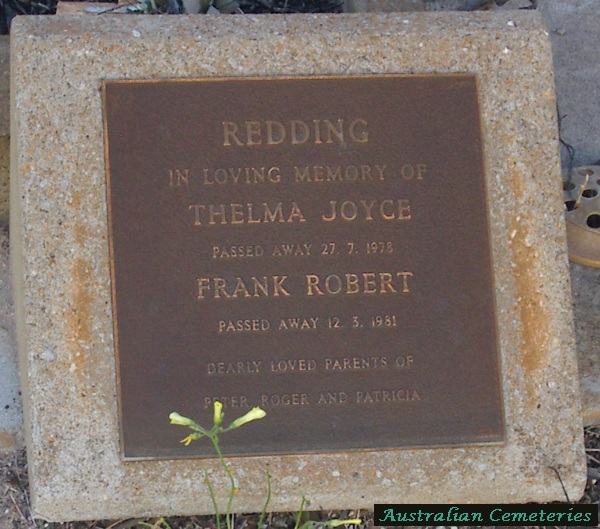 REDDING
IN LOVING MEMORY OF
THELMA JOYCE
PASSED AWAY 27. 7. 1978
FRANK ROBERT
PASSED AWAY 12. 3. 1981
DEARLY LOVED PARENTS OF
PETER, ROGER AND PATRICIA
Australian Cemeteries